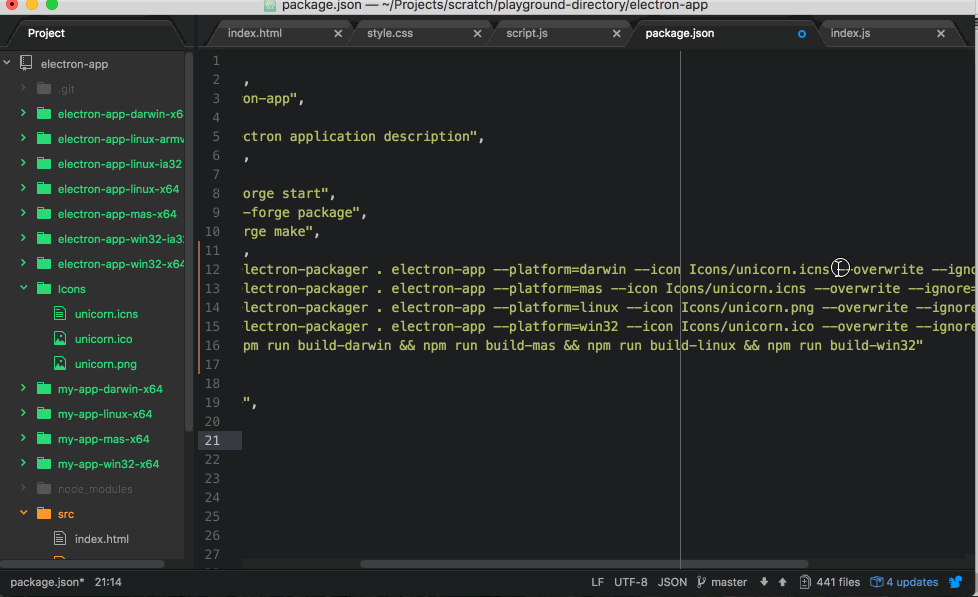 package.json — ~/Projects/scratch/playground-directory/electron-app
Project
index.html
style.css
script.js
package.json
index.js
electron-app
.git
electron-app-darwin-x6
electron-app-linux-armv
electron-app-linux-ia32
electron-app-linux-x64
electron-app-mas-x64
electron-app-win32-ia3
electron-app-win32-x64
Icons
unicorn.icns
unicorn.ico
unicorn.png
my-app-darwin-x64
my-app-linux-x64
my-app-mas-x64
my-app-win32-x64
node_modules
src
index.html
1
2 ,
3 on-app",
4
5 ctron application description",
6 ,
7
8 orge start",
9 -forge package",
10 rge make",
11 ,
12 lectron-packager . electron-app --platform=darwin --icon Icons/unicorn.icns --overwrite --igno
13 lectron-packager . electron-app --platform=mas --icon Icons/unicorn.icns --overwrite --ignore=
14 lectron-packager . electron-app --platform=linux --icon Icons/unicorn.png --overwrite --ignore
15 lectron-packager . electron-app --platform=win32 --icon Icons/unicorn.ico --overwrite --ignore
16 pm run build-darwin && npm run build-mas && npm run build-linux && npm run build-win32"
17
18
19 ",
20
21
22
23
24
25
26
27
package.json* 21:14 LF UTF-8 JSON master 441 files 4 updates